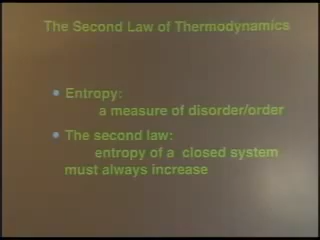 The Second Law of Thermodynamics
• Entropy:
a measure of disorder/order
• The second law:
entropy of a closed system
must always increase